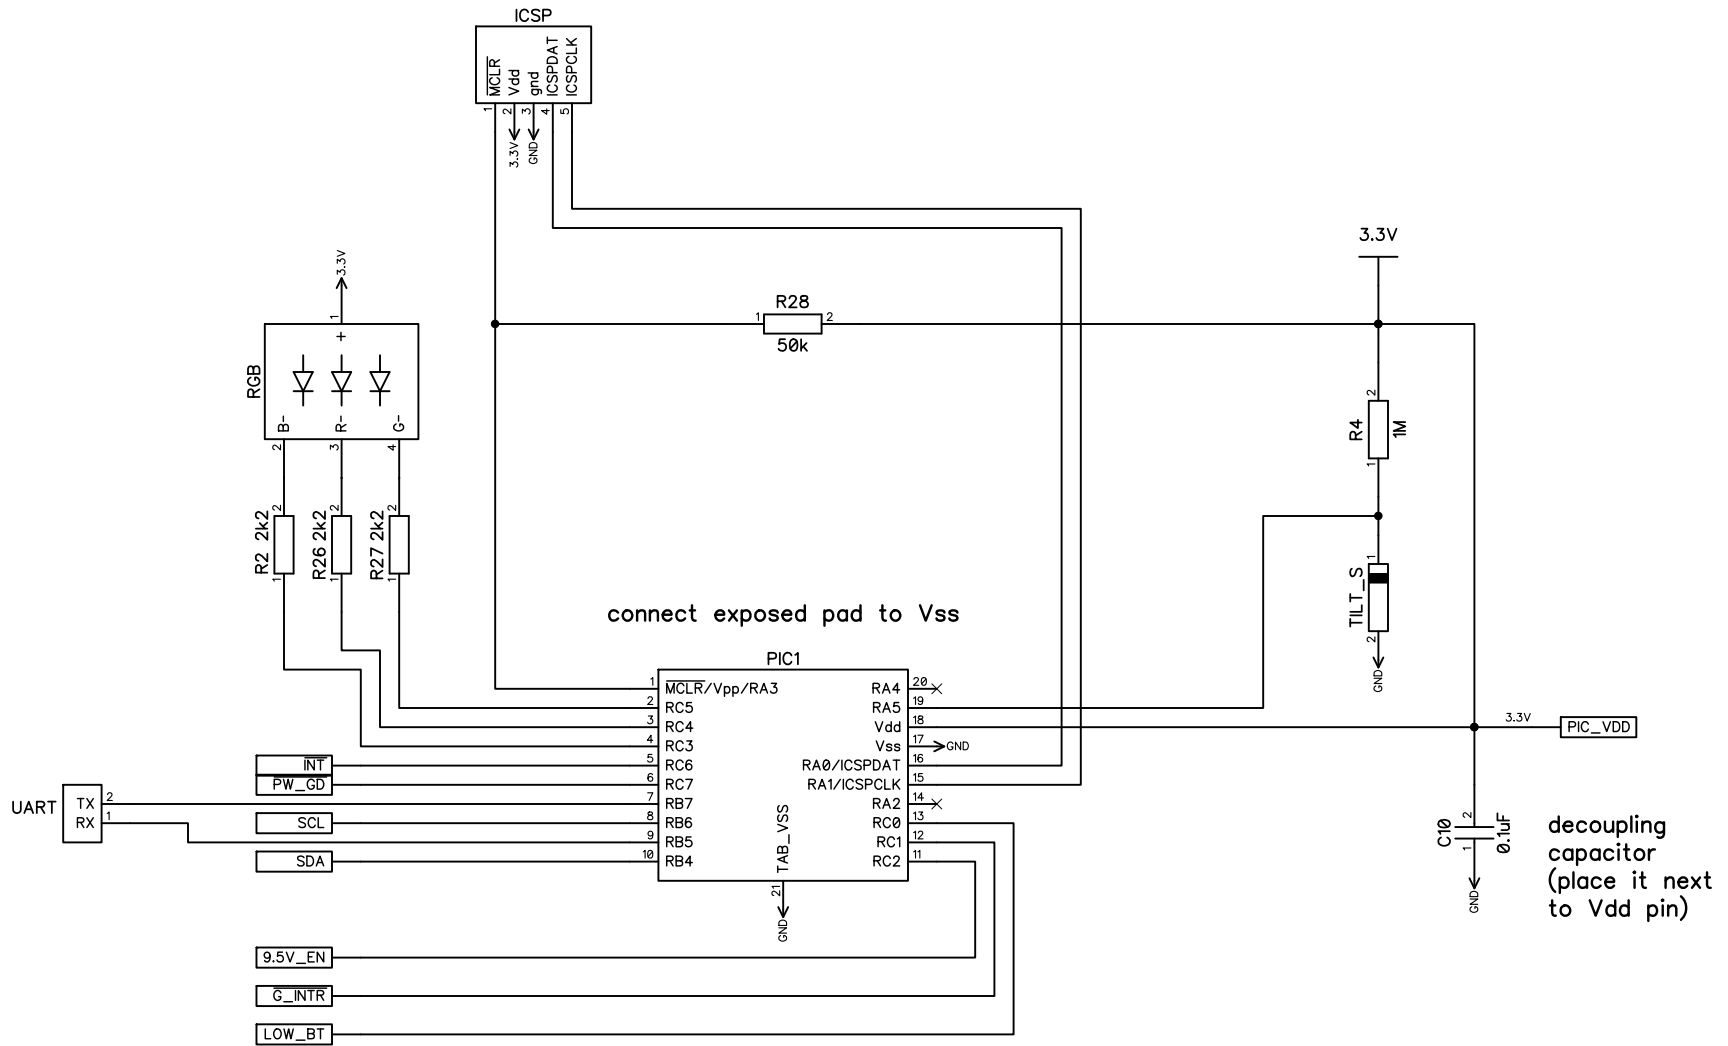 ICSP
MCLR
Vdd
gnd
ICSPDAT
ICSPCLK
1
2
3
4
5
3.3V
GND
3.3V
1
+
RGB
B-
R-
G-
2
3
4
3.3V
R28
1
2
50k
2
R4
1M
1
2
R2 2k2
1
2
R26 2k2
1
2
R27 2k2
1
1
TILT_S
2
GND
connect exposed pad to Vss
PIC1
1 MCLR/Vpp/RA3
2 RC5
3 RC4
4 RC3
5 RC6
6 RC7
7 RB7
8 RB6
9 RB5
10 RB4
RA4 20
RA5 19
Vdd 18
Vss 17 GND
RA0/ICSPDAT 16
RA1/ICSPCLK 15
RA2 14
RC0 13
RC1 12
RC2 11
TAB_VSS
21
GND
3.3V
PIC_VDD
INT
PW_GD
UART
TX 2
RX 1
SCL
SDA
9.5V_EN
G_INTR
LOW_BT
2
C10
0.1uF
1
GND
decoupling
capacitor
(place it next
to Vdd pin)